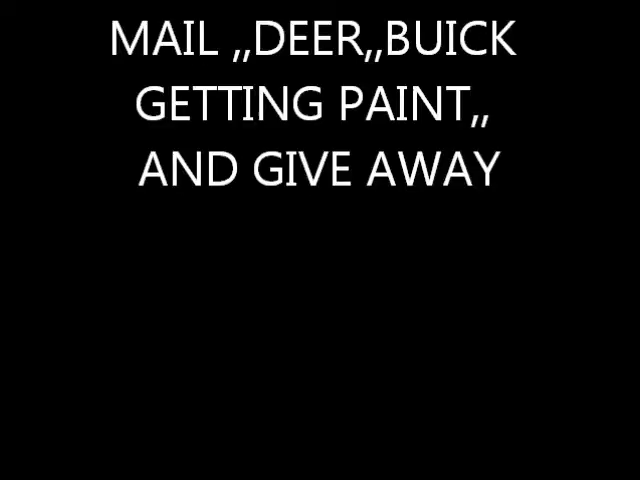 MAIL ,,DEER,,BUICK
GETTING PAINT,,
AND GIVE AWAY